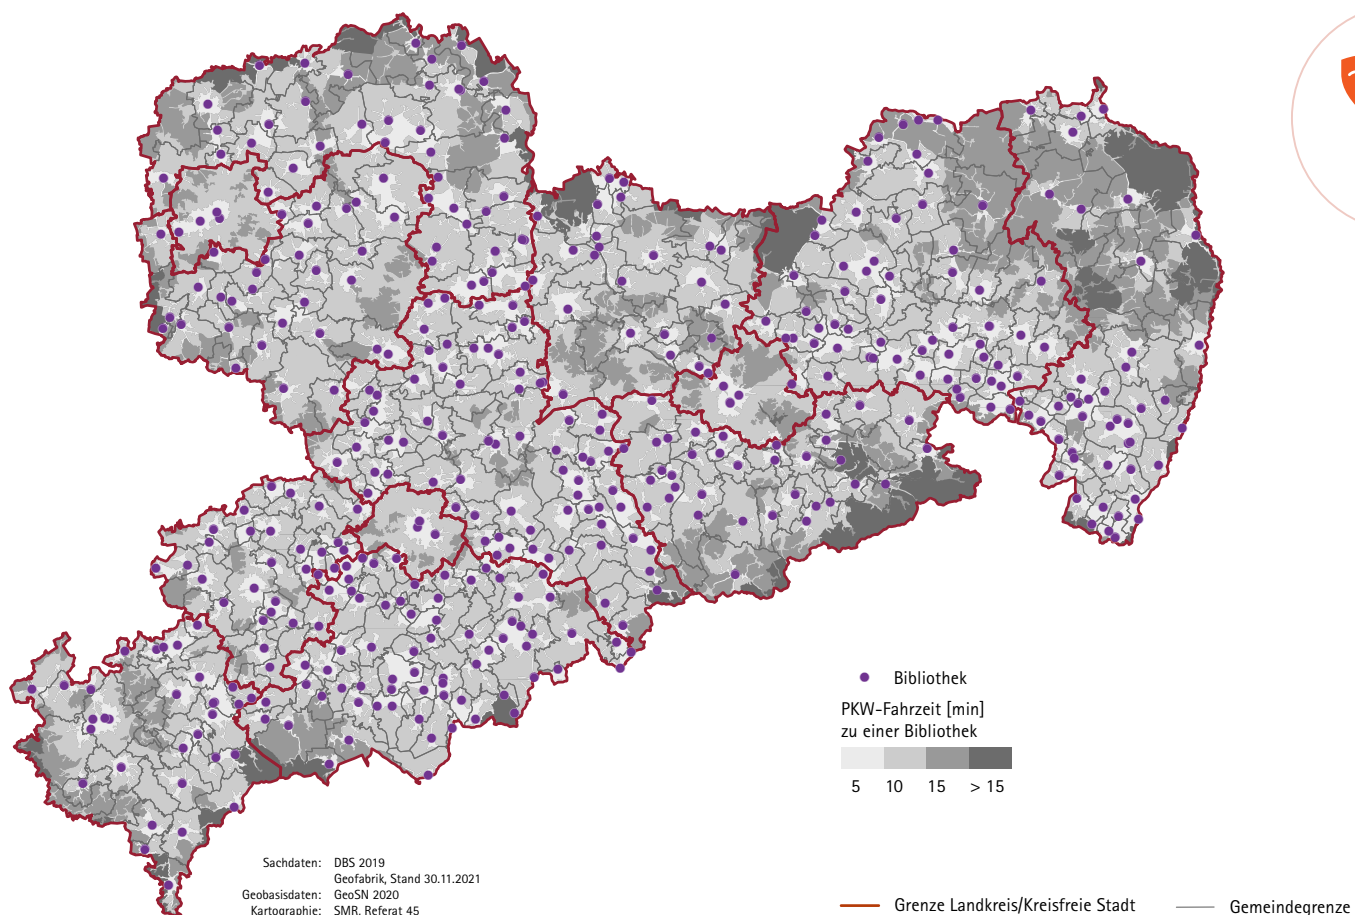 Bibliothek
PKW-Fahrzeit [min]
zu einer Bibliothek
5 10 15 > 15
Sachdaten: DBS 2019
Geofabrik, Stand 30.11.2021
Geobasisdaten: GeoSN 2020
Kartographie: SMR, Referat 45
Grenze Landkreis/Kreisfreie Stadt Gemeindegrenze